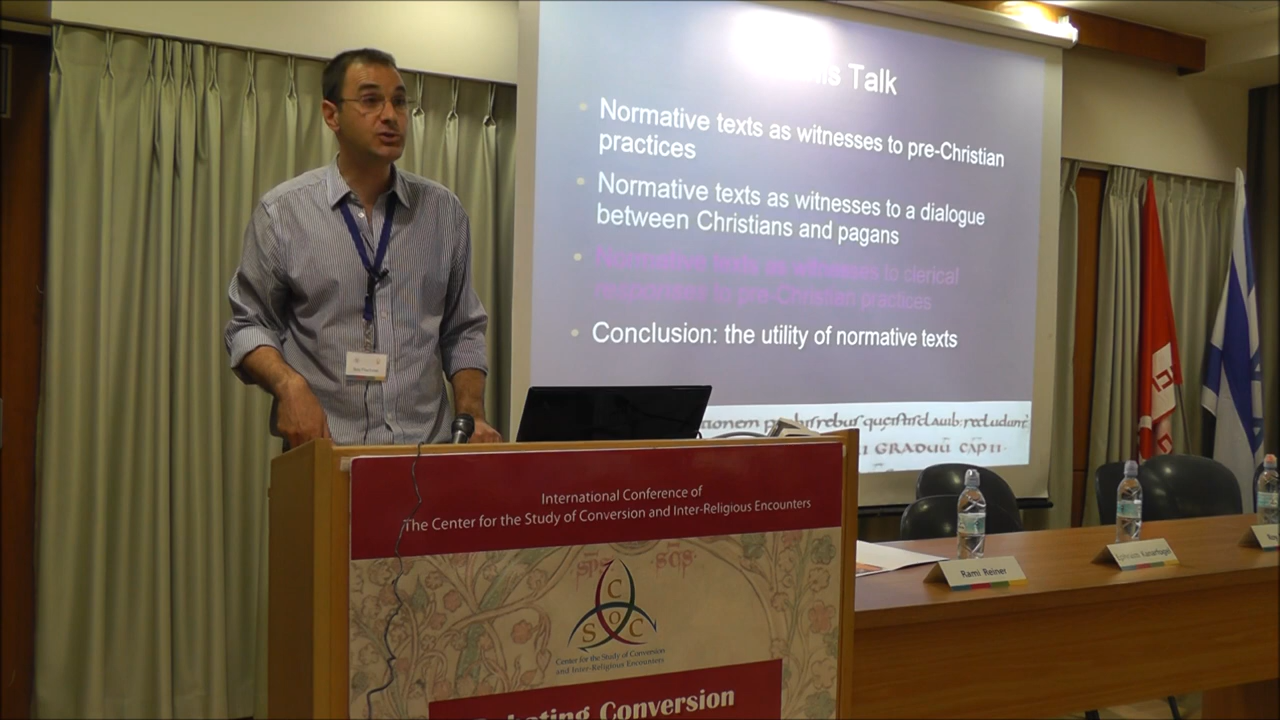 Talk
Normative texts as witnesses to pre-Christian
practices
Normative texts as witnesses to a dialogue
between Christians and pagans
Normative texts as witnesses to clerical
responses to pre-Christian practices
Conclusion: the utility of normative texts
GRADUU CAP II
International Conference of
The Center for the Study of Conversion and Inter-Religious Encounters
C
S O C
Center for the Study of Conversion
and Inter-Religious Encounters
Debating Conversion
Rami Reiner
Ephraim Kanarfogel